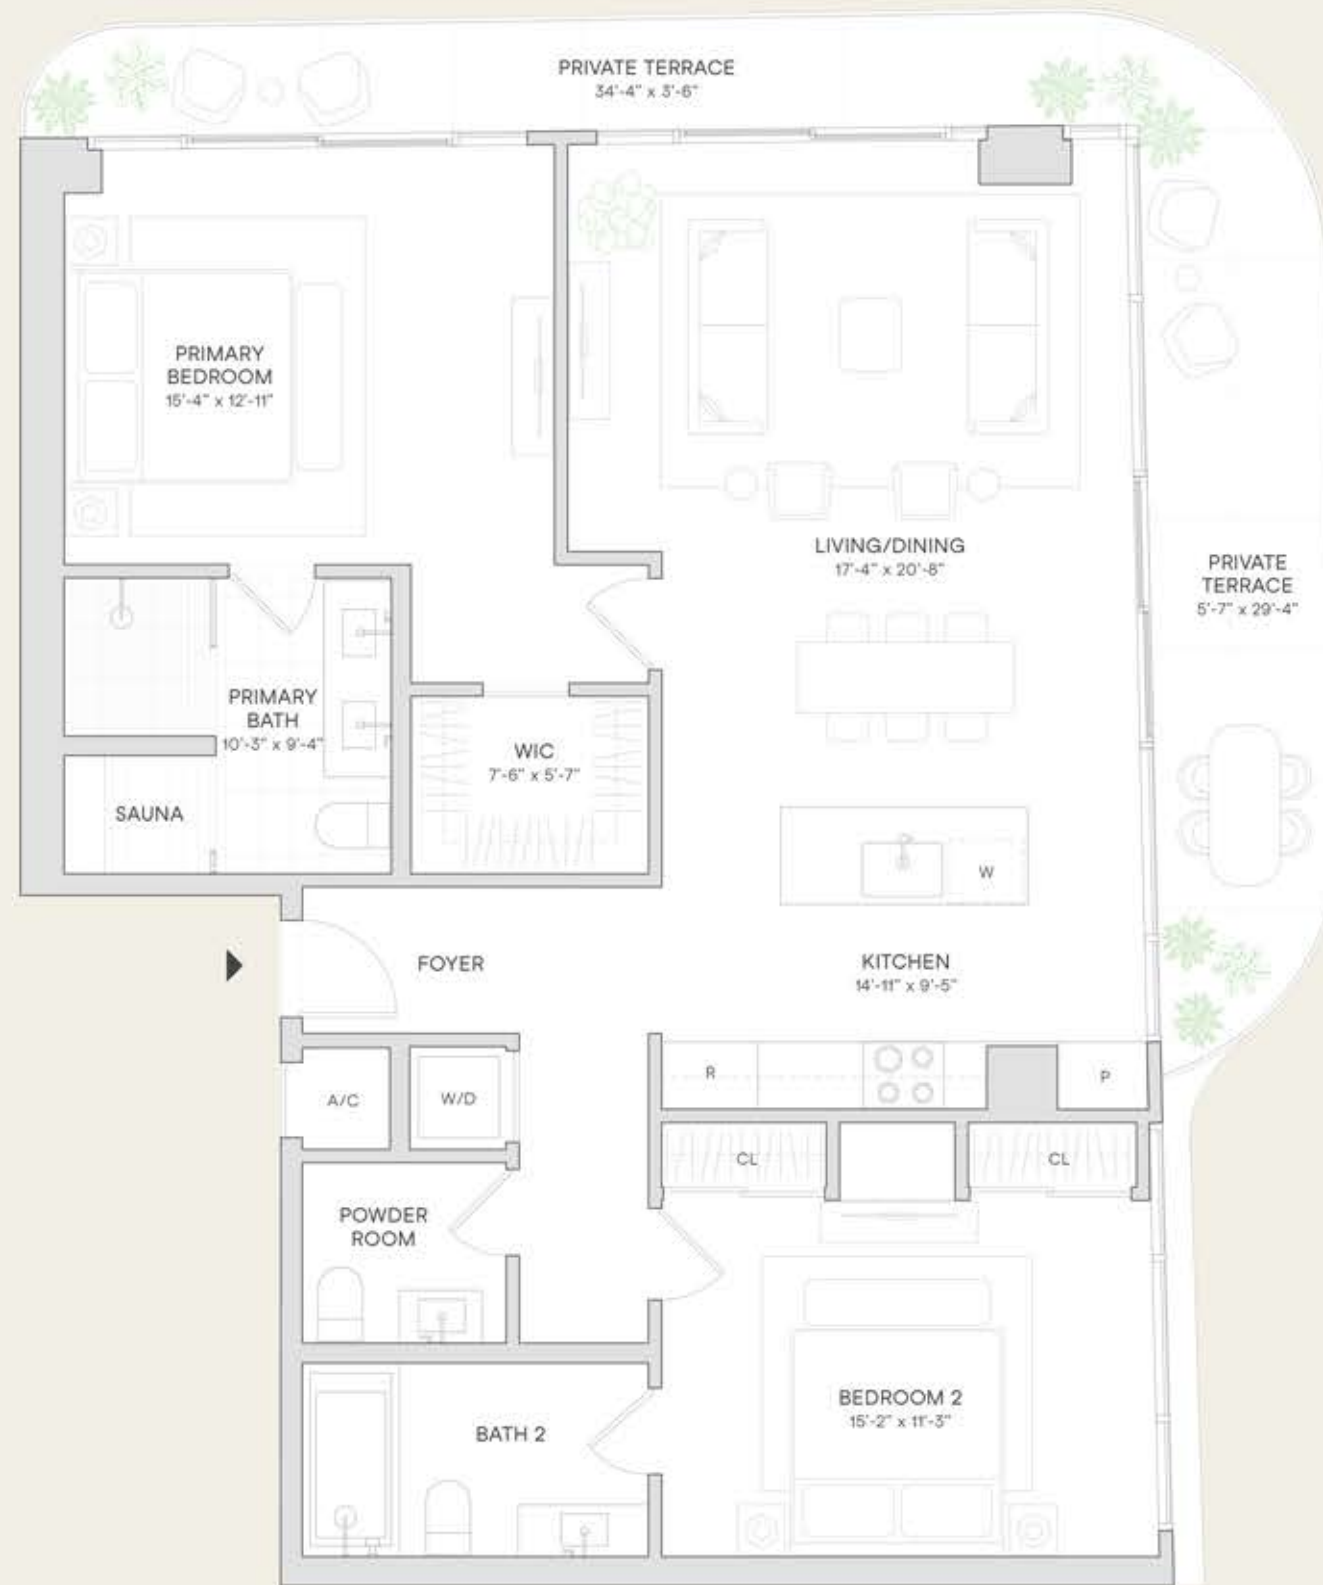 PRIVATE TERRACE
34'-4" x 3'-6"
PRIMARY
BEDROOM
15'-4" x 12'-11"
LIVING/DINING
17'-4" x 20'-8"
PRIVATE
TERRACE
5'-7" x 29'-4"
PRIMARY
BATH
10'-3" x 9'-4"
WIC
7'-6" x 5'-7"
SAUNA
W
FOYER
KITCHEN
14'-11" x 9'-5"
R
P
A/C
W/D
CL
CL
POWDER
ROOM
BEDROOM 2
15'-2" x 11'-3"
BATH 2